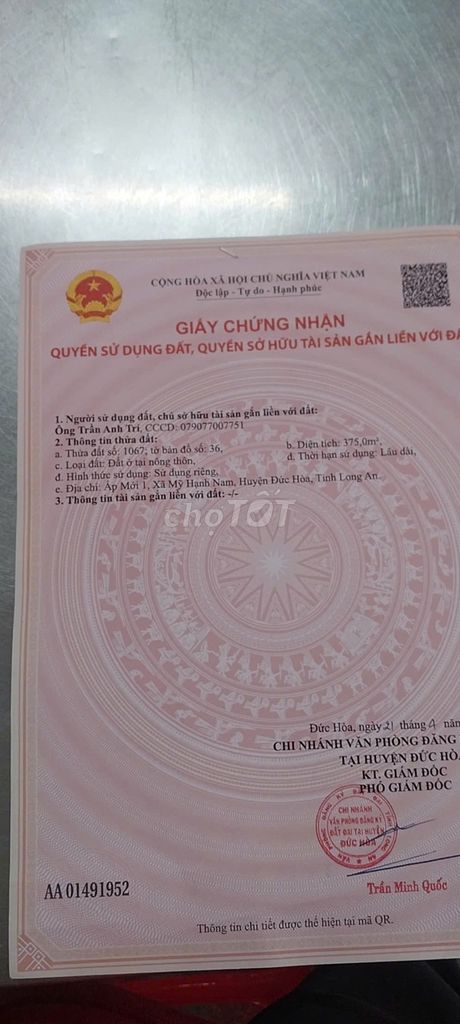 CỘNG HÒA XÃ HỘI CHỦ NGHĨA VIỆT NAM
Độc lập - Tự do - Hạnh phúc
GIẤY CHỨNG NHẬN
QUYỀN SỬ DỤNG ĐẤT, QUYỀN SỞ HỮU TÀI SẢN GẮN LIỀN VỚI ĐẤ
1. Người sử dụng đất, chủ sở hữu tài sản gắn liền với đất:
Ông Trần Anh Trí, CCCD: 079077007751
2. Thông tin thửa đất:
a. Thửa đất số: 1067; tờ bản đồ số: 36, b. Diện tích: 375,0m²,
c. Loại đất: Đất ở tại nông thôn, d. Thời hạn sử dụng: Lâu dài,
đ. Hình thức sử dụng: Sử dụng riêng,
e. Địa chỉ: Ấp Mới 1, Xã Mỹ Hạnh Nam, Huyện Đức Hòa, Tỉnh Long An.
3. Thông tin tài sản gắn liền với đất: -/-
chợTỐT
Đức Hòa, ngày 21 tháng 4 năm
CHI NHÁNH VĂN PHÒNG ĐĂNG
TẠI HUYỆN ĐỨC HÒA
KT. GIÁM ĐỐC
PHÓ GIÁM ĐỐC
CHI NHÁNH
VĂN PHÒNG ĐĂNG KÝ
ĐẤT ĐAI TẠI HUYỆN
ĐỨC HÒA
AA 01491952
Trần Minh Quốc
Thông tin chi tiết được thể hiện tại mã QR.